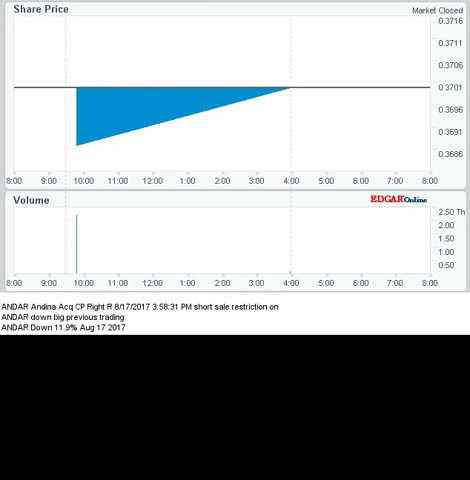 Share Price
Market Closed
0.3716
0.3711
0.3706
0.3701
0.3696
0.3691
0.3686
8:00 9:00 10:00 11:00 12:00 1:00 2:00 3:00 4:00 5:00 6:00 7:00 8:00
Volume
EDGAROnline
2.50 Th
2.00
1.50
1.00
0.50
8:00 9:00 10:00 11:00 12:00 1:00 2:00 3:00 4:00 5:00 6:00 7:00 8:00
ANDAR Andina Acq CP Right R 8/17/2017 3:58:31 PM short sale restriction on
ANDAR down big previous trading
ANDAR Down 11.9% Aug 17 2017